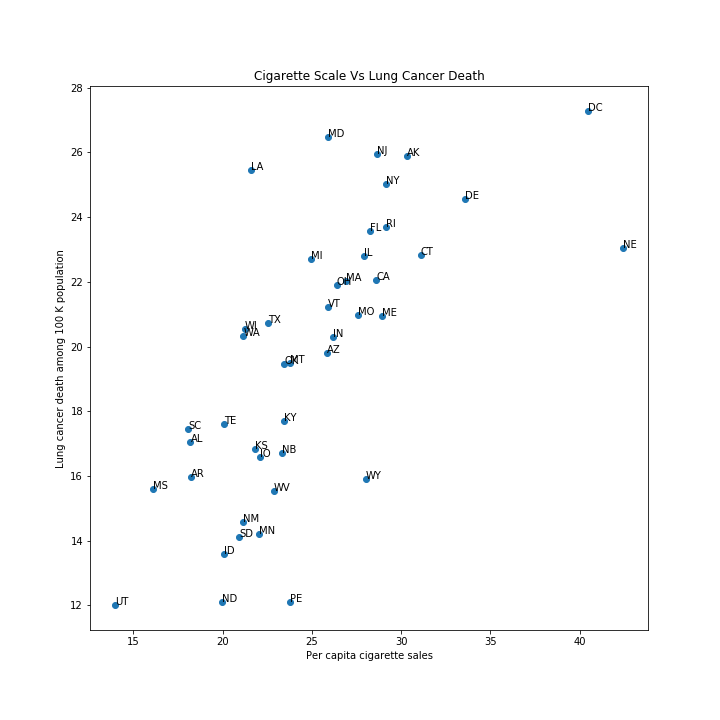 Cigarette Scale Vs Lung Cancer Death
28
DC
MD
26
NJ
AK
LA
NY
DE
24
RI
FL
NE
CT
MI
IL
CA
MA
22
OH
VT
MO
ME
TX
WI
WA
IN
20
AZ
MT
OK
18
KY
TE
SC
AL
KS
NB
IO
16
AR
WY
MS
WV
NM
MN
SD
14
ID
ND
PE
UT
12
Lung cancer death among 100 K population
15
20
25
30
35
40
Per capita cigarette sales